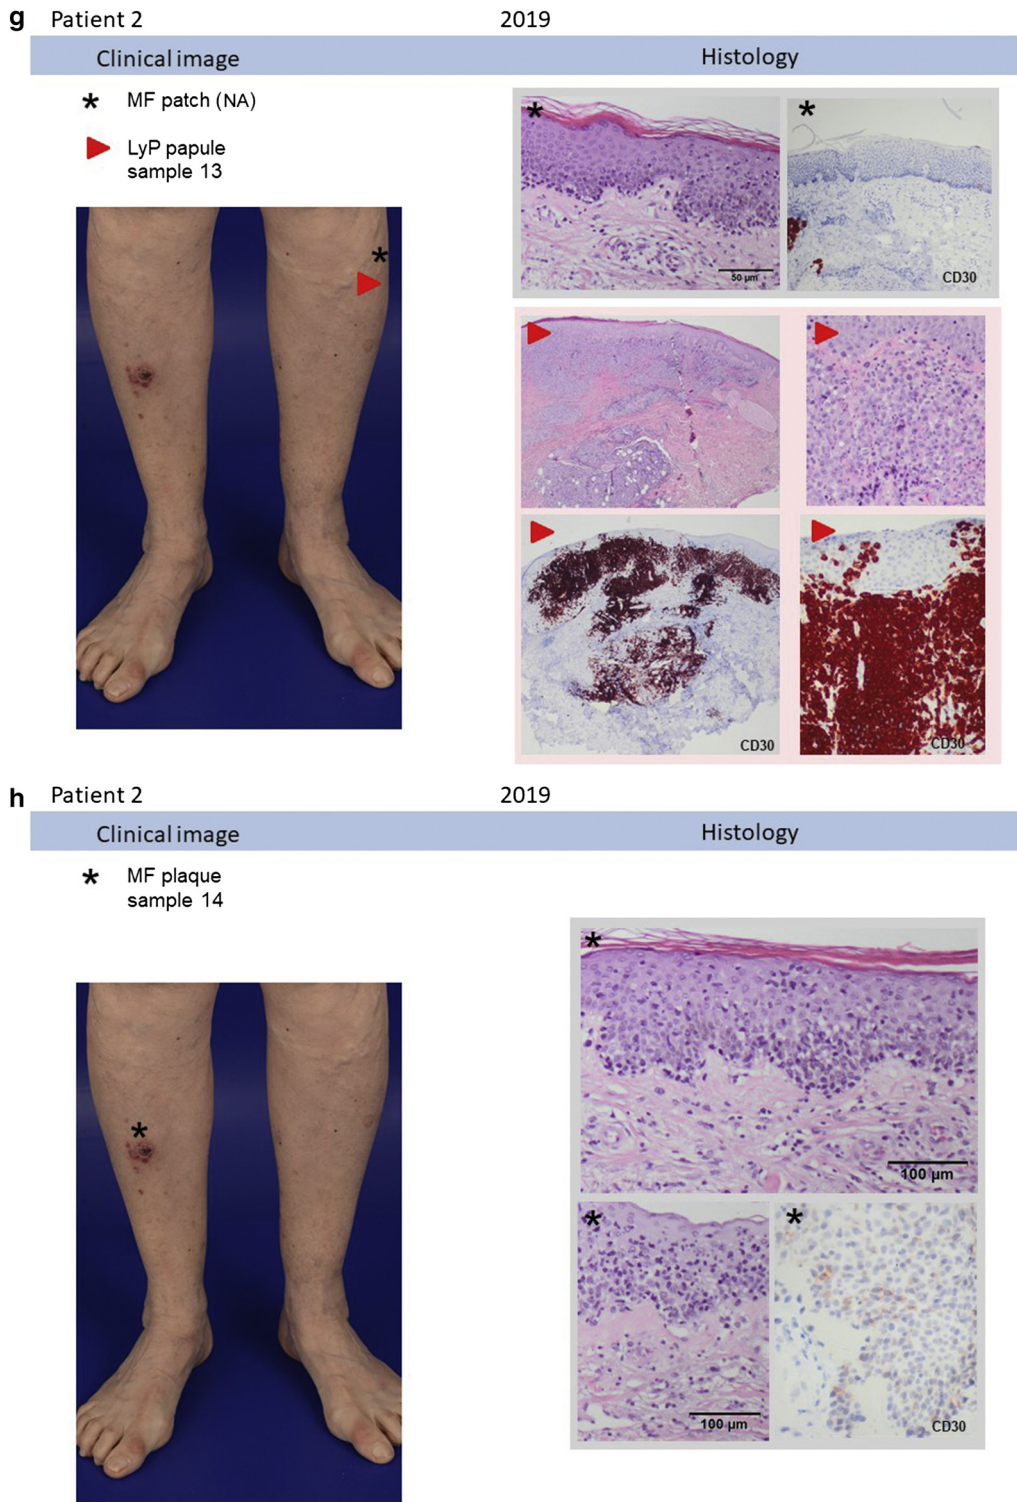 g Patient 2 2019
Clinical image Histology
* MF patch (NA)
LyP papule
sample 13
*
* *
50 µm
CD30
CD30
CD30
h Patient 2 2019
Clinical image Histology
* MF plaque
sample 14
*
*
100 µm
* *
100 µm
CD30